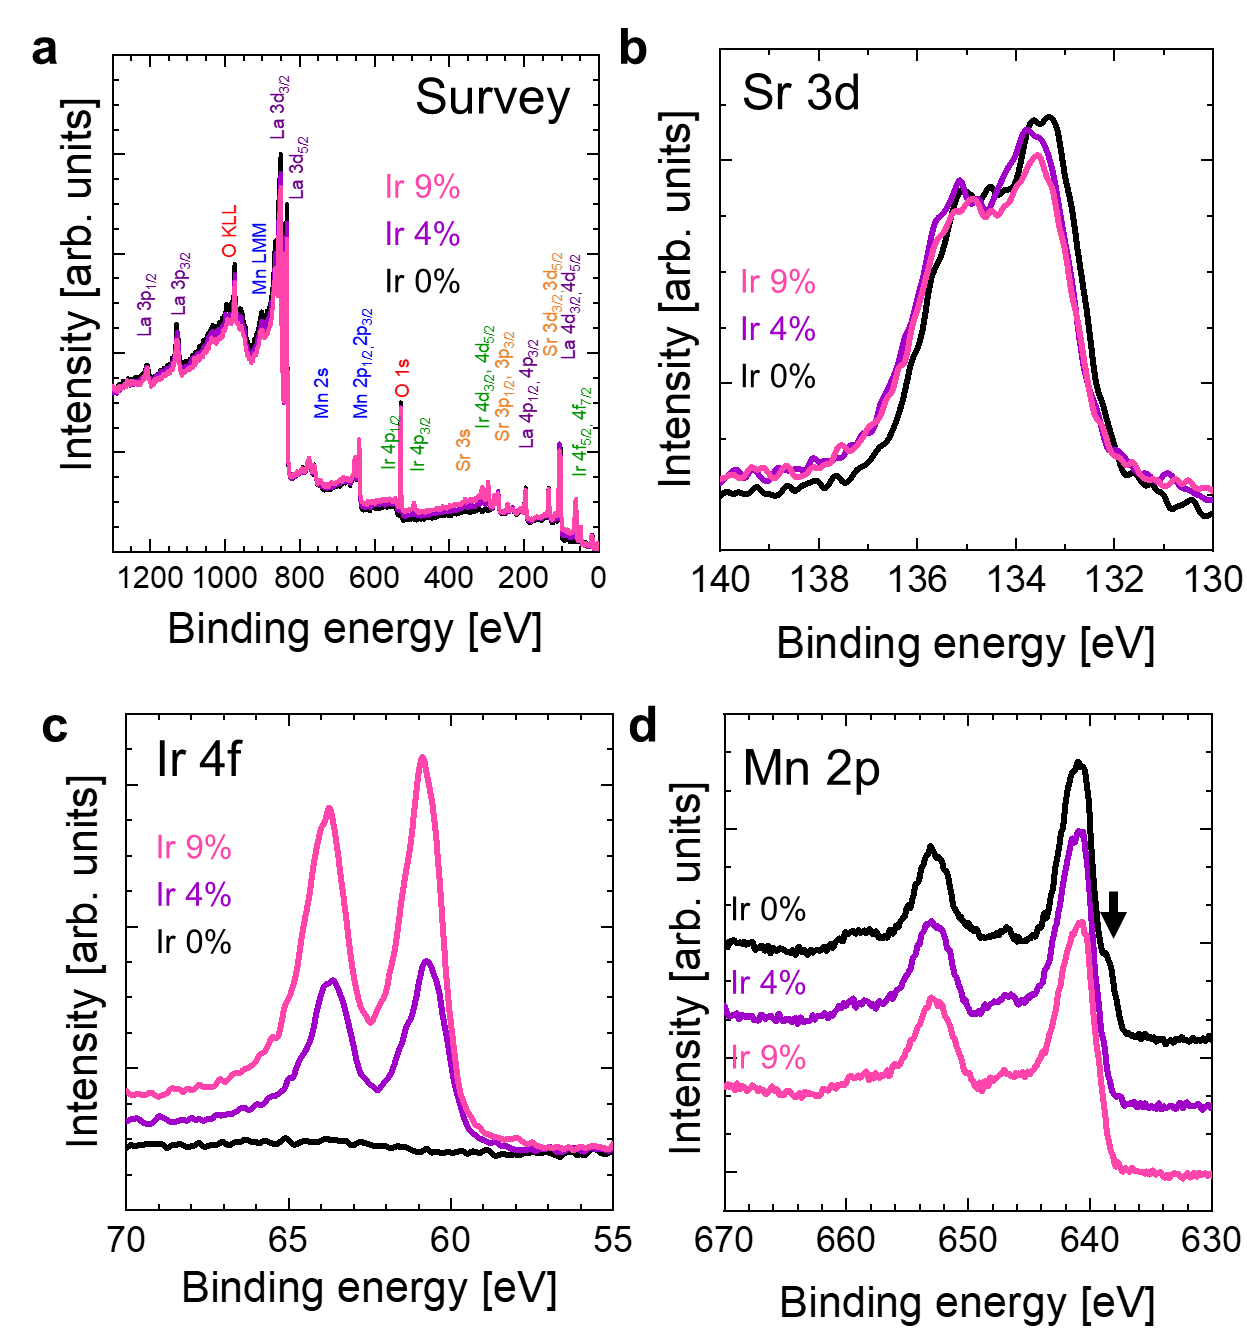 a
Survey
Intensity [arb. units]
La 3p1/2
La 3p3/2
O KLL
Mn LMM
La 3d3/2
La 3d5/2
Ir 9%
Ir 4%
Ir 0%
Mn 2s
Mn 2p1/2,2p3/2
Ir 4p1/2
O 1s
Ir 4p3/2
Sr 3s
Ir 4d3/2, 4d5/2
Sr 3p1/2, 3p3/2
La 4p1/2, 4p3/2
Sr 3d3/2,3d5/2
La 4d3/2,4d5/2
Ir 4f5/2, 4f7/2
1200 1000 800 600 400 200 0
Binding energy [eV]
b
Sr 3d
Intensity [arb. units]
Ir 9%
Ir 4%
Ir 0%
140 138 136 134 132 130
Binding energy [eV]
c
Ir 4f
Intensity [arb. units]
Ir 9%
Ir 4%
Ir 0%
70 65 60 55
Binding energy [eV]
d
Mn 2p
Intensity [arb. units]
Ir 0%
Ir 4%
Ir 9%
670 660 650 640 630
Binding energy [eV]